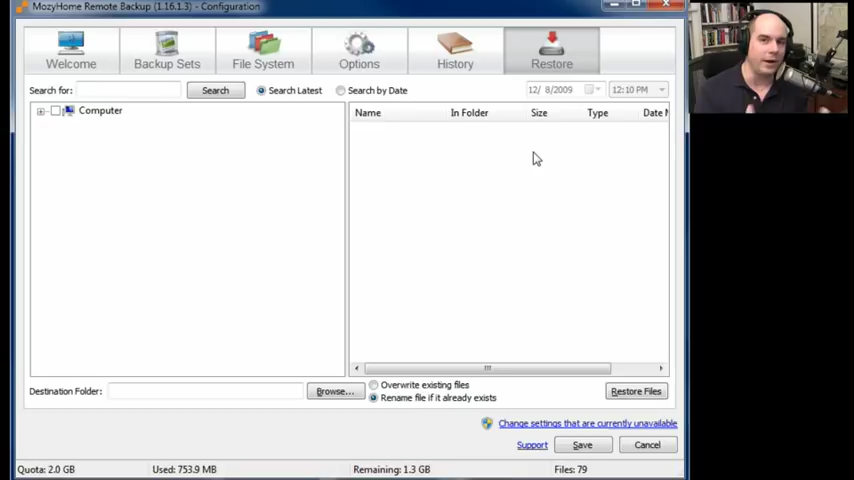 MozyHome Remote Backup (1.16.1.3) - Configuration
Welcome Backup Sets File System Options History Restore
Search for: Search Search Latest Search by Date 12/ 8/2009 12:10 PM
Computer
Name In Folder Size Type Date M
Destination Folder: Browse... Overwrite existing files
Rename file if it already exists Restore Files
Change settings that are currently unavailable
Support Save Cancel
Quota: 2.0 GB Used: 753.9 MB Remaining: 1.3 GB Files: 79